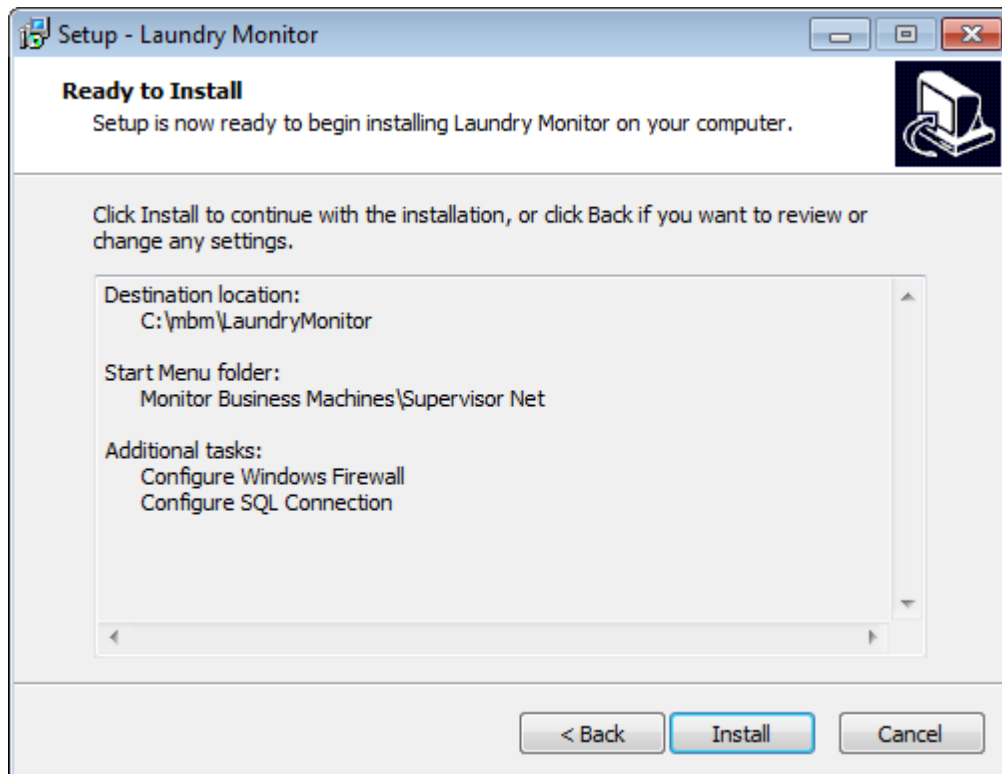 Setup - Laundry Monitor
Ready to Install
Setup is now ready to begin installing Laundry Monitor on your computer.
Click Install to continue with the installation, or click Back if you want to review or
change any settings.
Destination location:
C:\mbm\LaundryMonitor
Start Menu folder:
Monitor Business Machines\Supervisor Net
Additional tasks:
Configure Windows Firewall
Configure SQL Connection
< Back Install Cancel